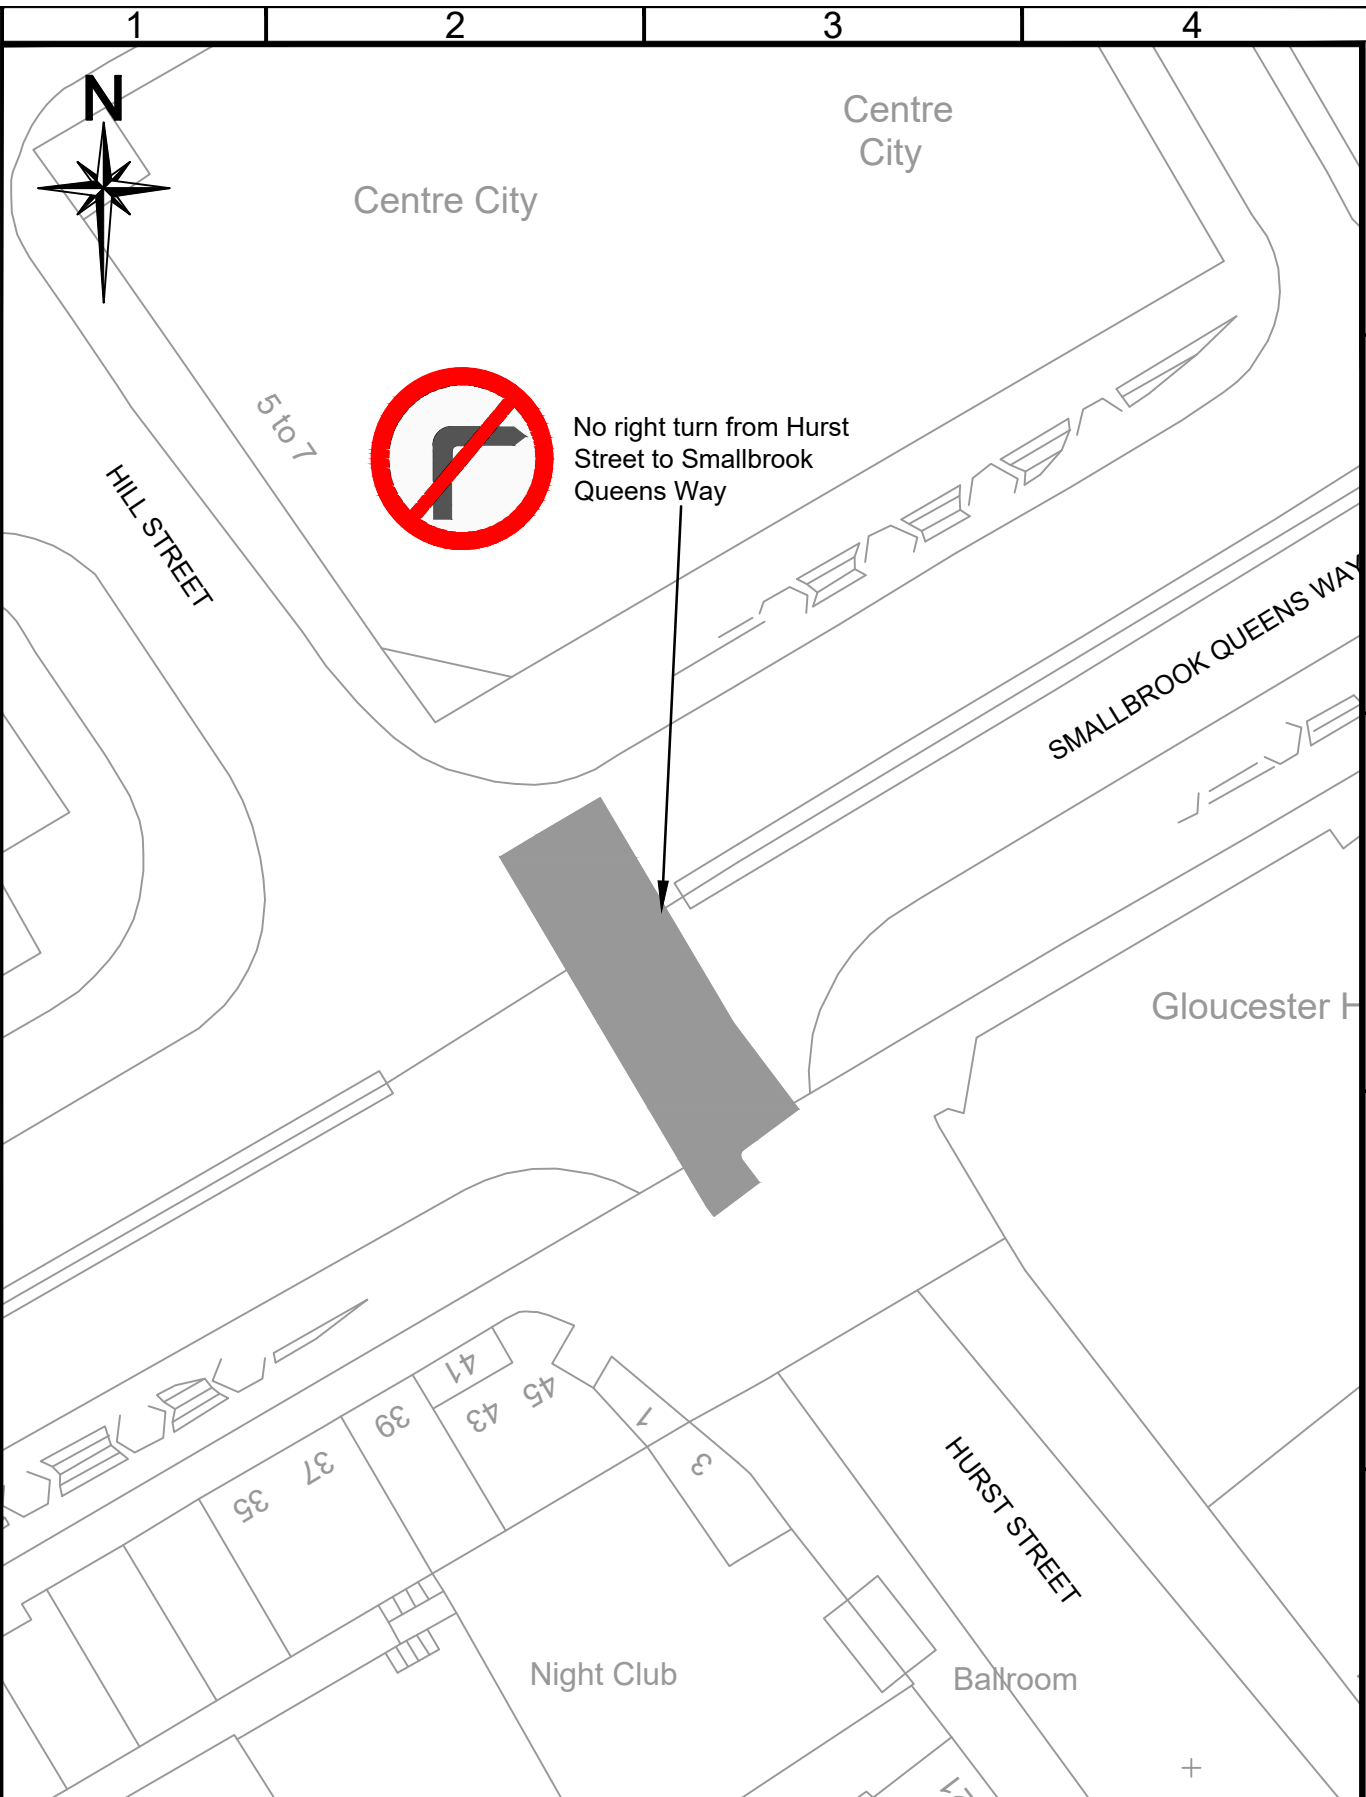 1
2
3
4
N
Centre
City
Centre City
5 to 7
No right turn from Hurst
Street to Smallbrook
Queens Way
HILL STREET
SMALLBROOK QUEENS WAY
Gloucester H
41
45
43
39
37
35
1
3
HURST STREET
Night Club
Ballroom